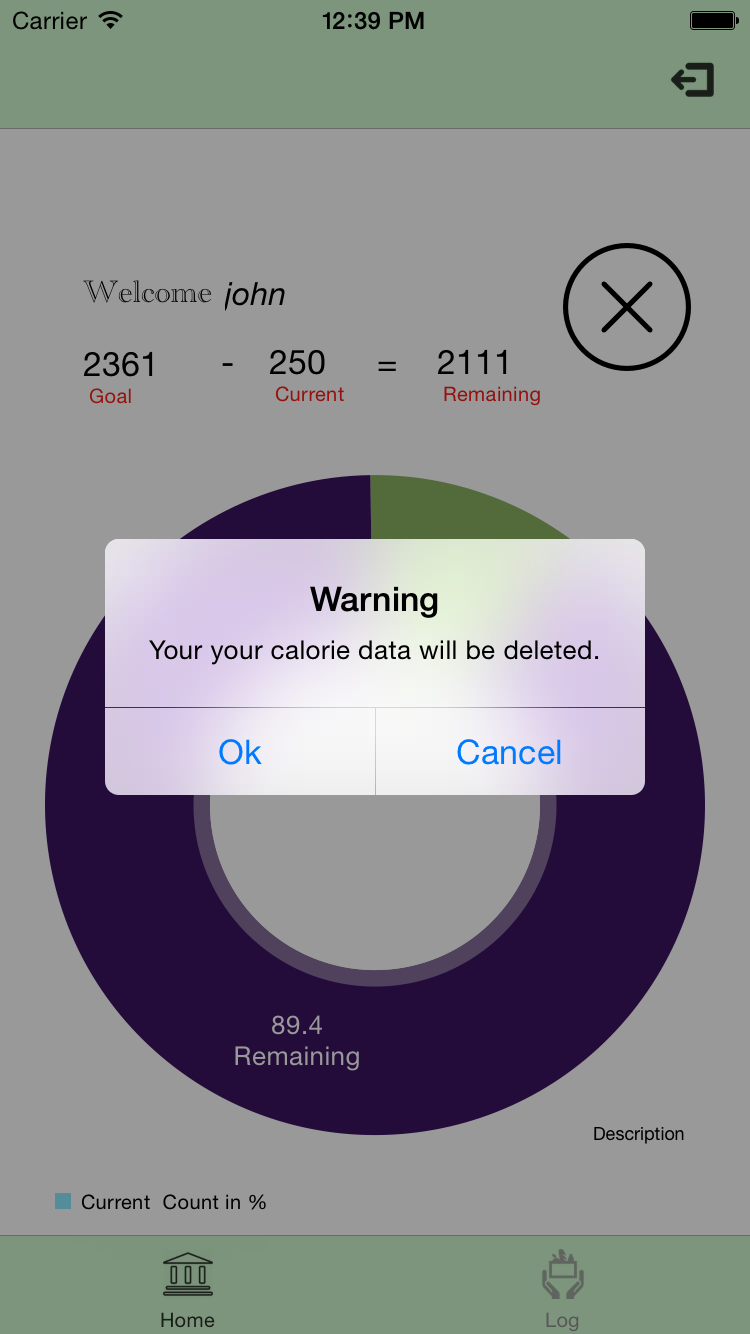 Carrier 12:39 PM
Welcome john
2361 - 250 = 2111
Goal Current Remaining
Warning
Your your calorie data will be deleted.
Ok Cancel
89.4
Remaining
Description
Current Count in %
Home Log